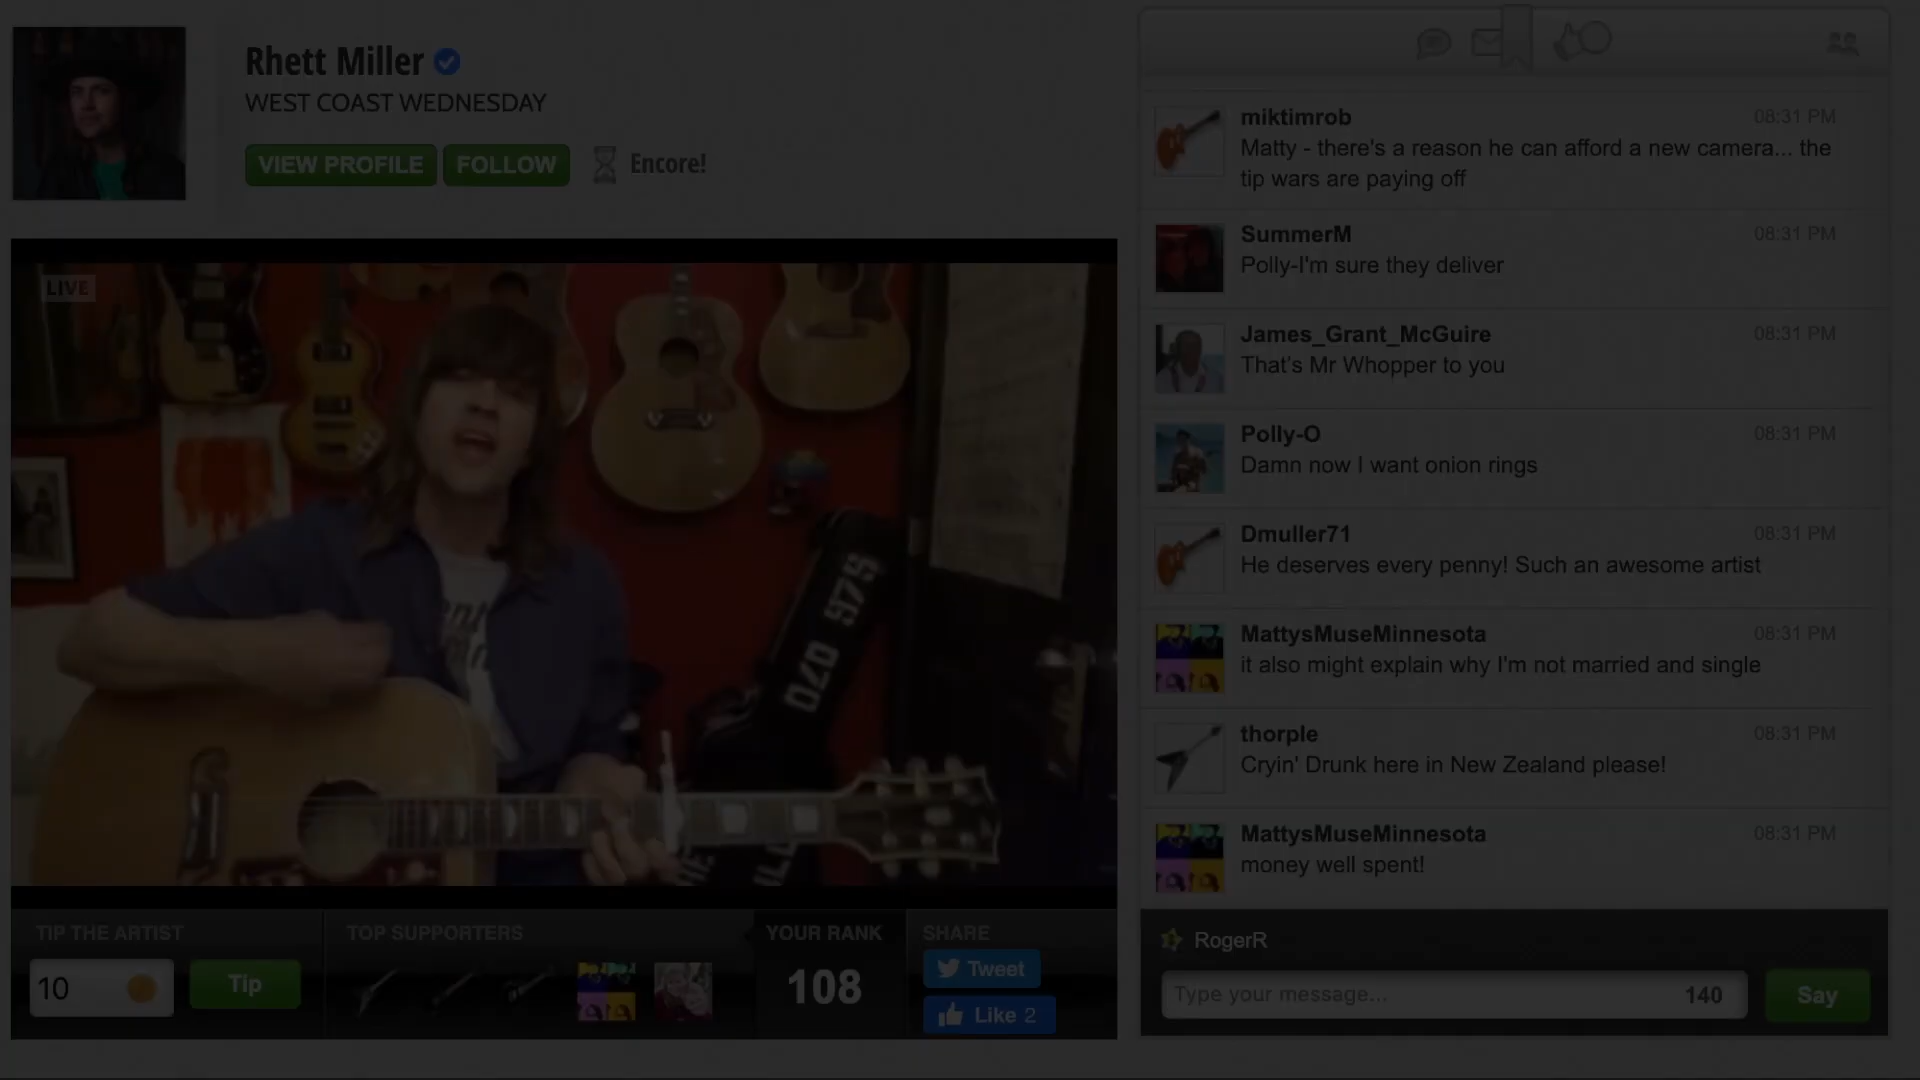 Rhett Miller
WEST COAST WEDNESDAY
VIEW PROFILE
FOLLOW
Encore!
LIVE
OLD 97'S
TIP THE ARTIST
10
Tip
TOP SUPPORTERS
YOUR RANK
108
SHARE
Tweet
Like 2
miktimrob
08:31 PM
Matty - there's a reason he can afford a new camera... the
tip wars are paying off
SummerM
08:31 PM
Polly-I'm sure they deliver
James_Grant_McGuire
08:31 PM
That's Mr Whopper to you
Polly-O
08:31 PM
Damn now I want onion rings
Dmuller71
08:31 PM
He deserves every penny! Such an awesome artist
MattysMuseMinnesota
08:31 PM
it also might explain why I'm not married and single
thorple
08:31 PM
Cryin' Drunk here in New Zealand please!
MattysMuseMinnesota
08:31 PM
money well spent!
RogerR
Type your message...
140
Say